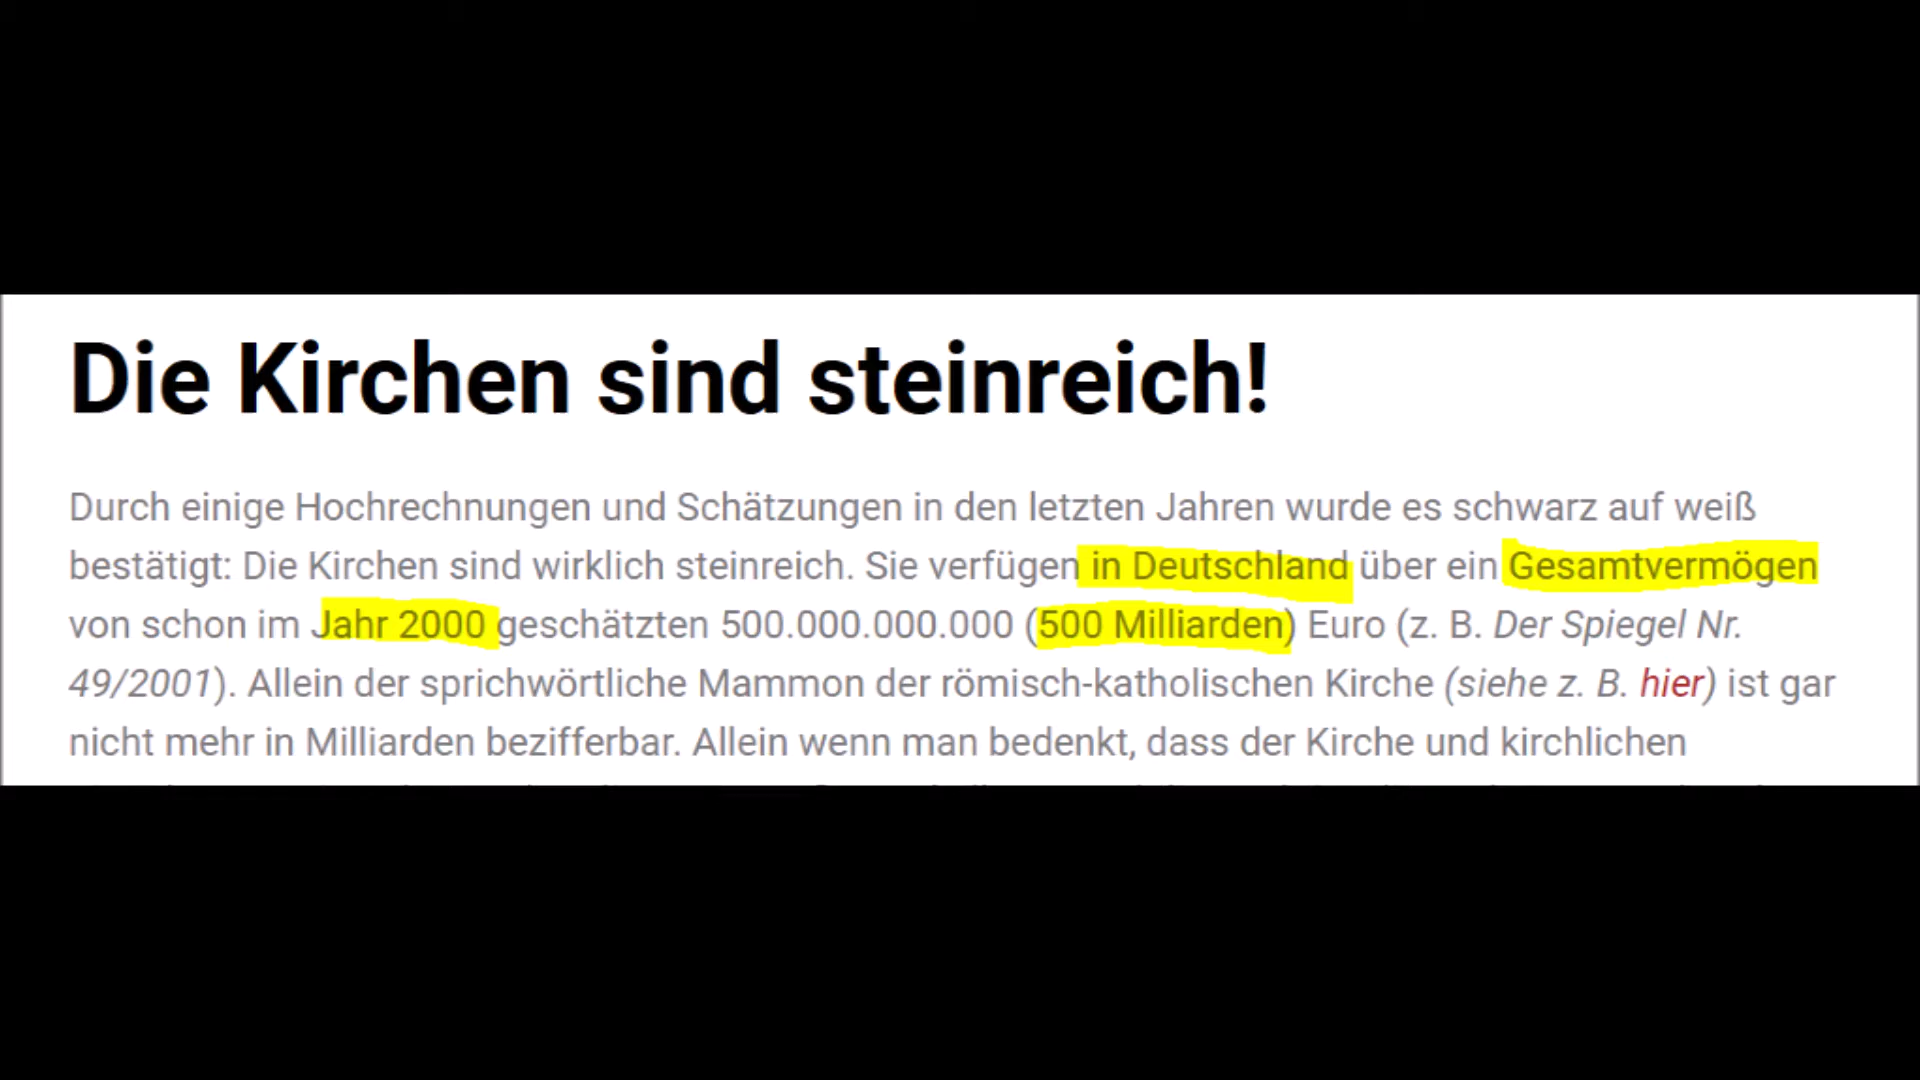 Die Kirchen sind steinreich!
Durch einige Hochrechnungen und Schätzungen in den letzten Jahren wurde es schwarz auf weiß
bestätigt: Die Kirchen sind wirklich steinreich. Sie verfügen in Deutschland über ein Gesamtvermögen
von schon im Jahr 2000 geschätzten 500.000.000.000 (500 Milliarden) Euro (z. B. Der Spiegel Nr.
49/2001). Allein der sprichwörtliche Mammon der römisch-katholischen Kirche (siehe z. B. hier) ist gar
nicht mehr in Milliarden bezifferbar. Allein wenn man bedenkt, dass der Kirche und kirchlichen